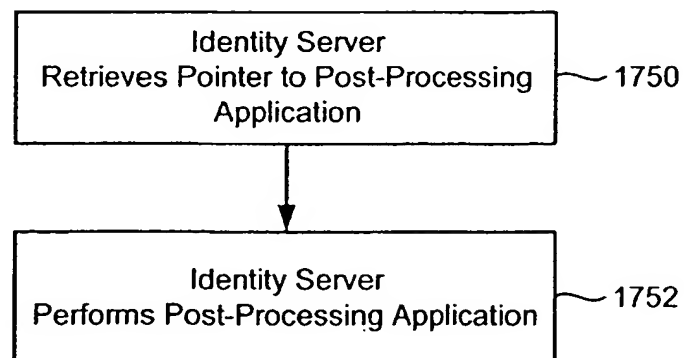 Identity Server
Retrieves Pointer to Post-Processing
Application
1750
Identity Server
Performs Post-Processing Application
1752